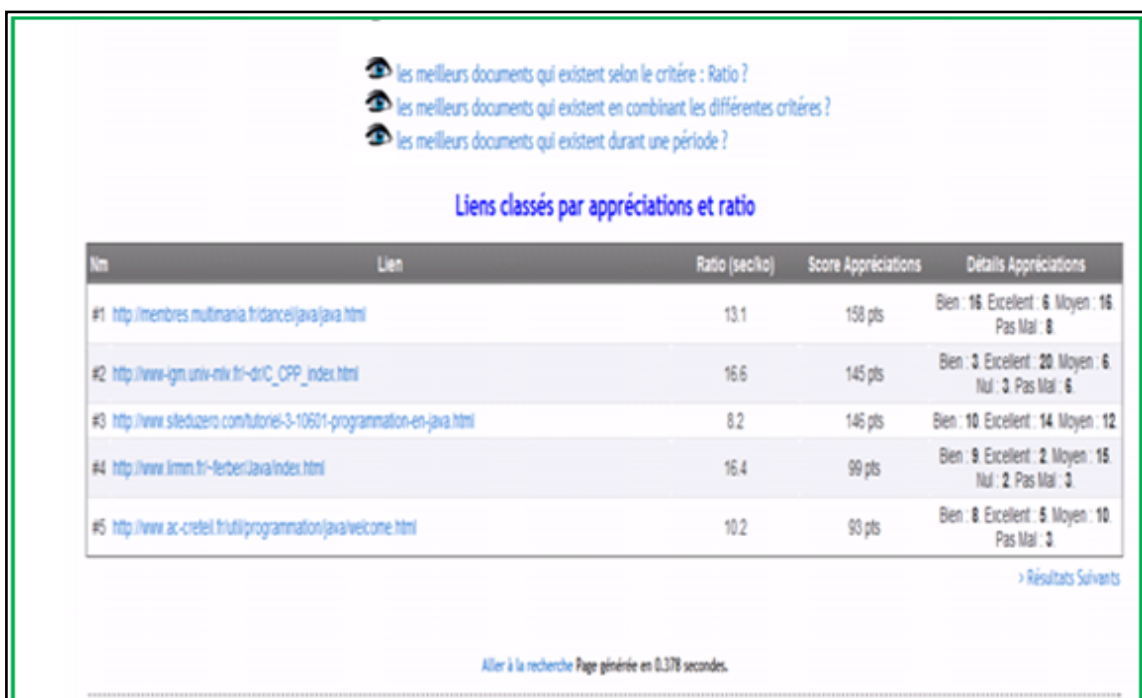 les meilleurs documents qui existent selon le critére : Ratio ?
les meilleurs documents qui existent en combinant les différentes critéres ?
les meilleurs documents qui existent durant une période ?
Liens classés par appréciations et ratio
Nm Lien Ratio (sec/ko) Score Appréciations Détails Appréciations
#1 http://membres.multimania.fr/dancel/java/java.html 13.1 158 pts Bien : 16. Excellent : 6. Moyen : 16.
Pas Mal : 8.
#2 http://www-igm.univ-mlv.fr/~dr/C_CPP_index.html 16.6 145 pts Bien : 3. Excellent : 20. Moyen : 6.
Nul : 3. Pas Mal : 6.
#3 http://www.siteduzero.com/tutoriel-3-10601-programmation-en-java.html 8.2 146 pts Bien : 10. Excellent : 14. Moyen : 12.
#4 http://www.lirmm.fr/~ferber/Java/index.html 16.4 99 pts Bien : 9. Excellent : 2. Moyen : 15.
Nul : 2. Pas Mal : 3.
#5 http://www.ac-creteil.fr/util/programmation/java/welcome.html 10.2 93 pts Bien : 8. Excellent : 5. Moyen : 10.
Pas Mal : 3.
> Résultats Suivants
Aller à la recherche Page générée en 0.378 secondes.